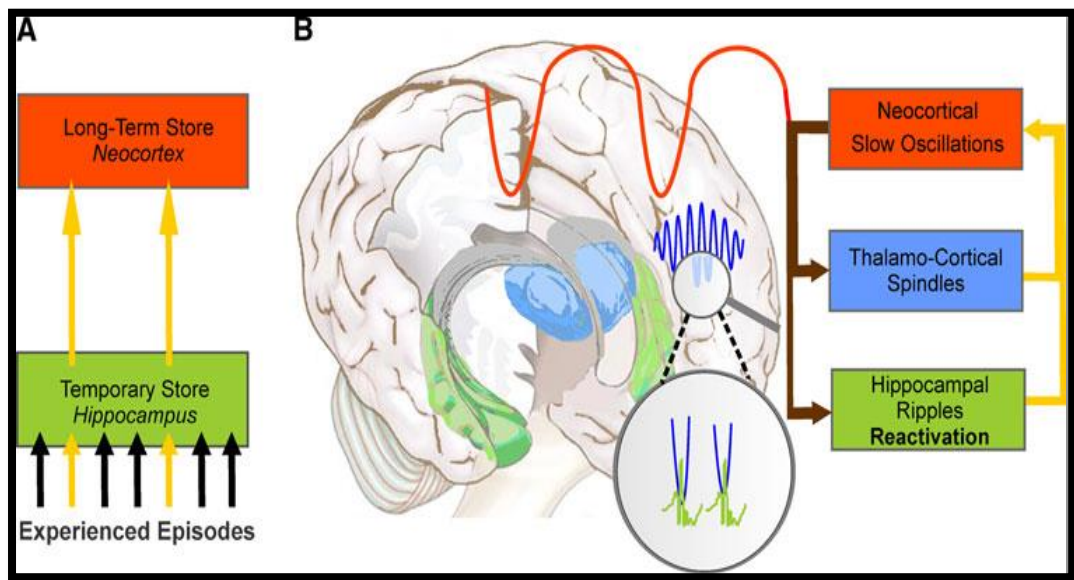 A
Long-Term Store
Neocortex
Temporary Store
Hippocampus
Experienced Episodes
B
Neocortical
Slow Oscillations
Thalamo-Cortical
Spindles
Hippocampal
Ripples
Reactivation